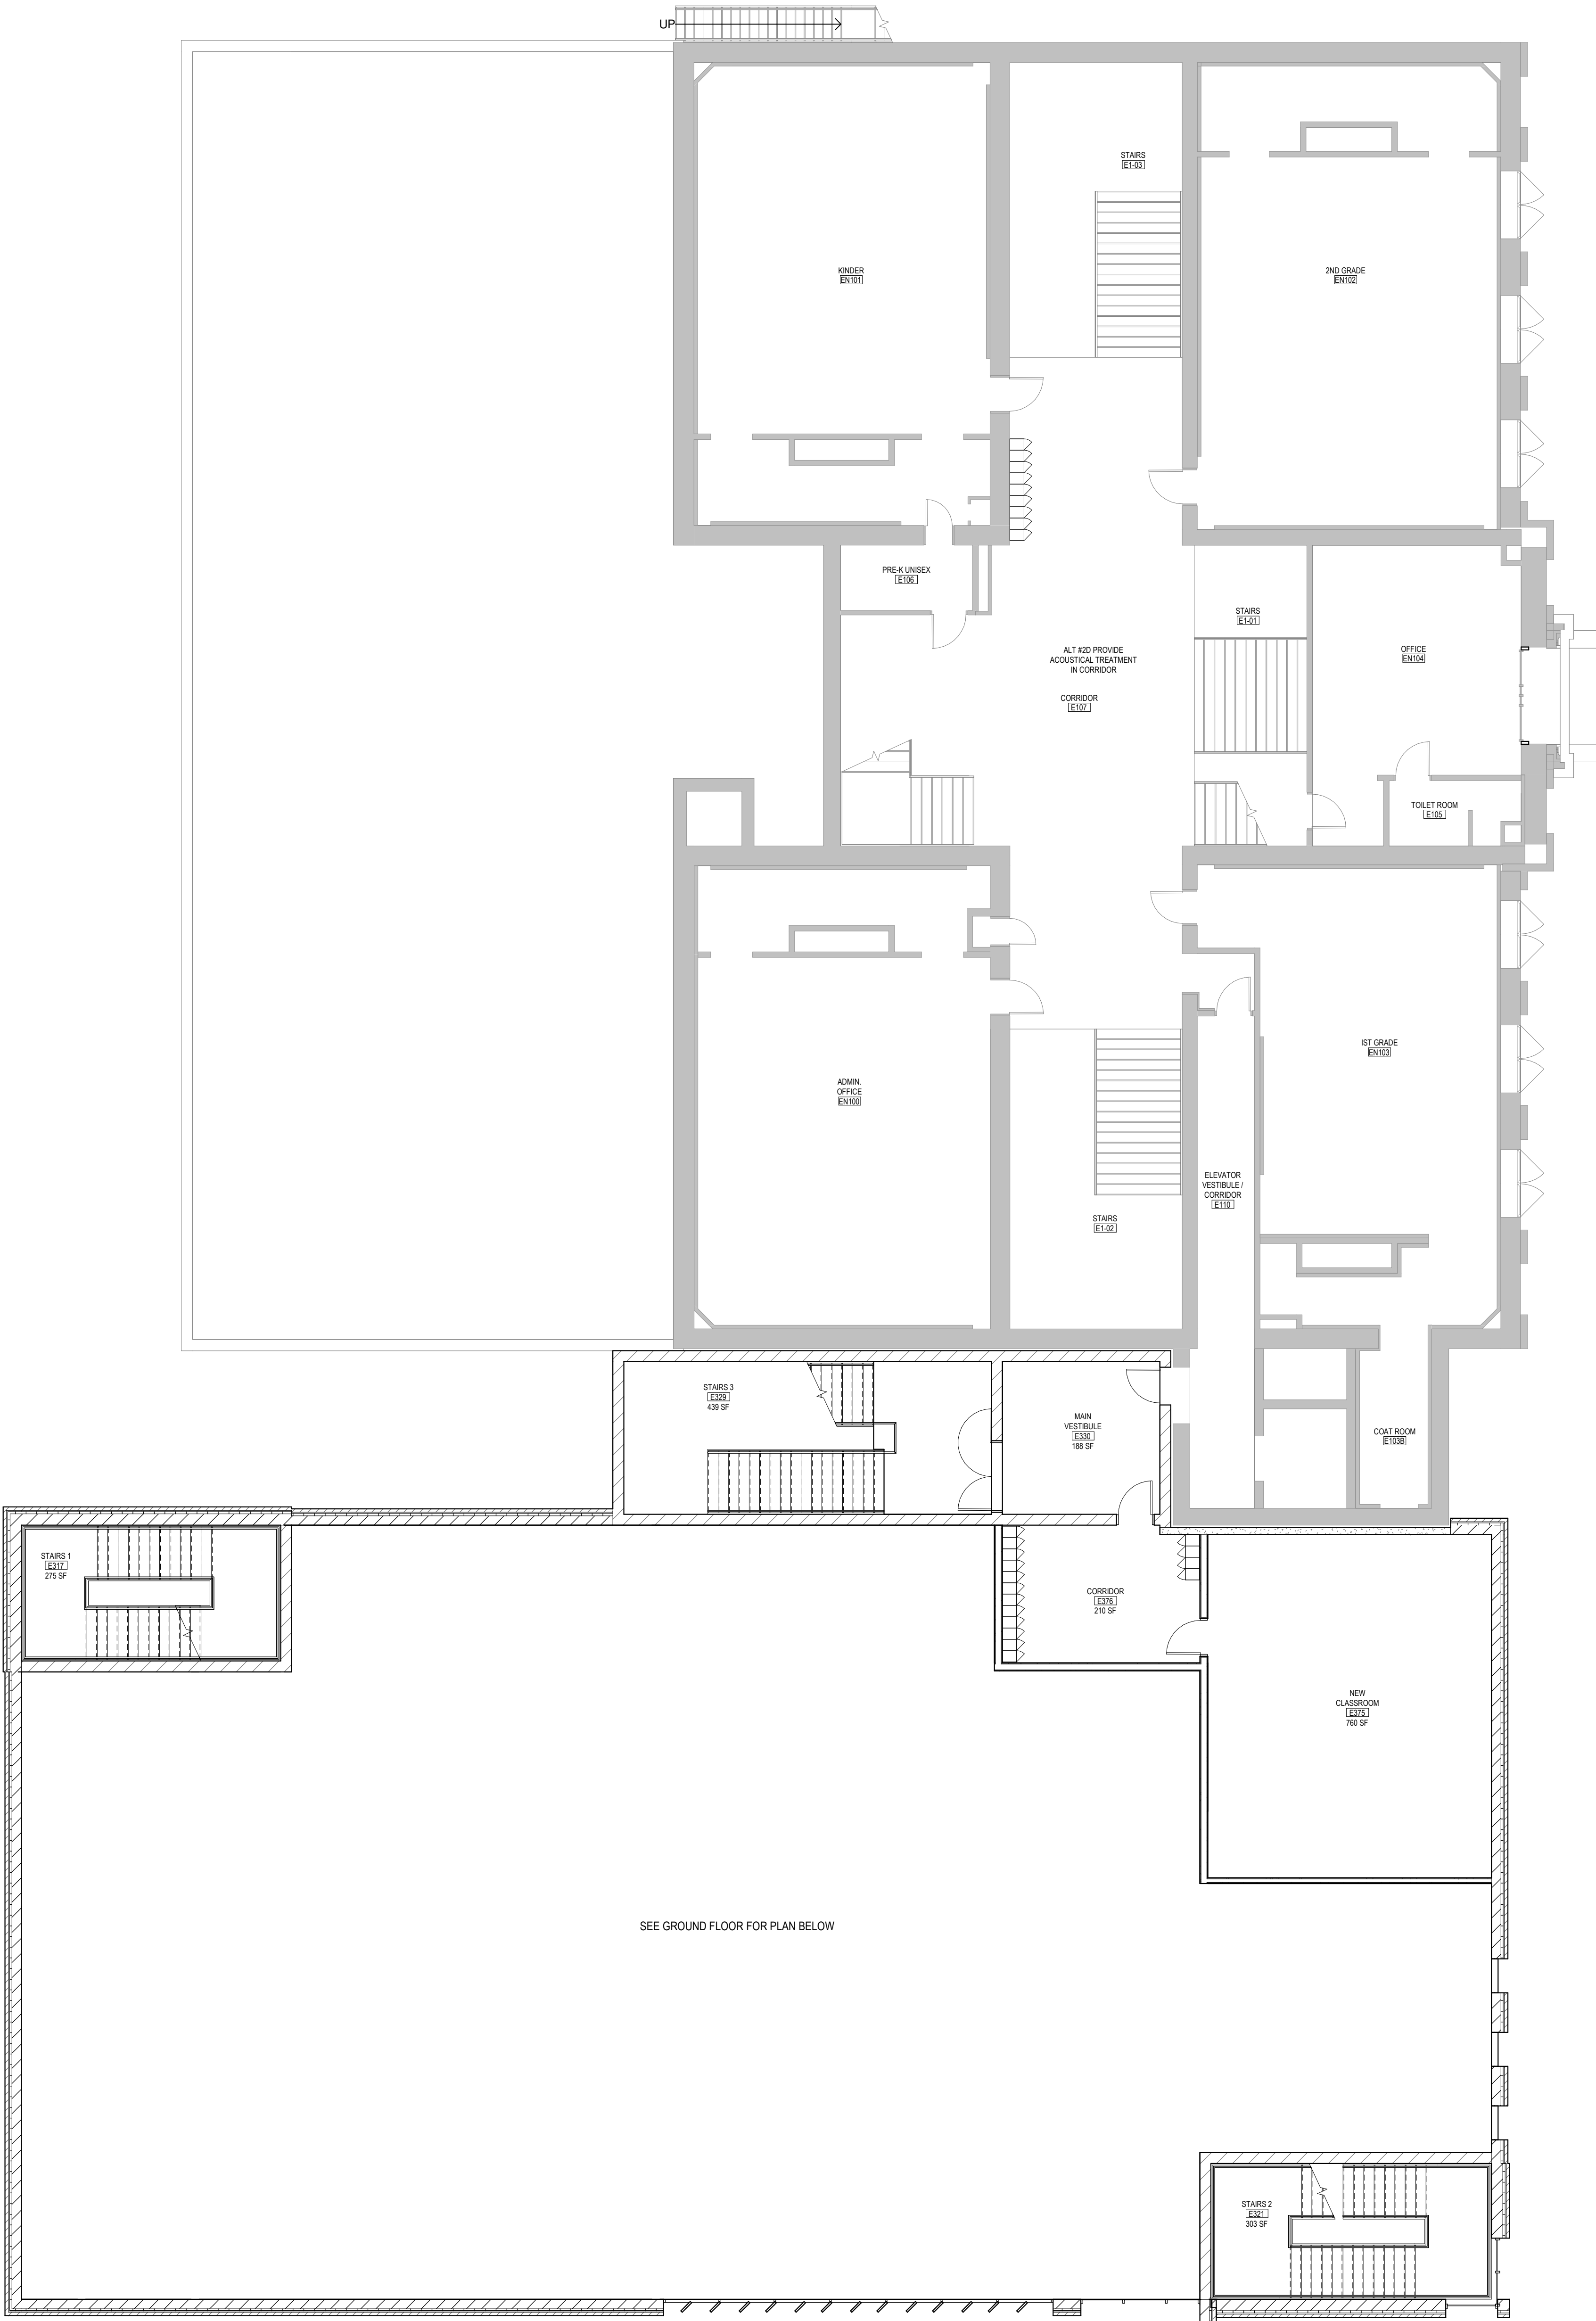 UP
STAIRS
E1-03
KINDER
EN101
2ND GRADE
EN102
PRE-K UNISEX
E106
STAIRS
E1-01
ALT #2D PROVIDE
ACOUSTICAL TREATMENT
IN CORRIDOR
OFFICE
EN104
CORRIDOR
E107
TOILET ROOM
E105
IST GRADE
EN103
ADMIN.
OFFICE
EN100
ELEVATOR
VESTIBULE /
CORRIDOR
E110
STAIRS
E1-02
STAIRS 3
E329
439 SF
MAIN
VESTIBULE
E330
188 SF
COAT ROOM
E103B
STAIRS 1
E317
275 SF
CORRIDOR
E376
210 SF
NEW
CLASSROOM
E375
760 SF
SEE GROUND FLOOR FOR PLAN BELOW
STAIRS 2
E321
303 SF